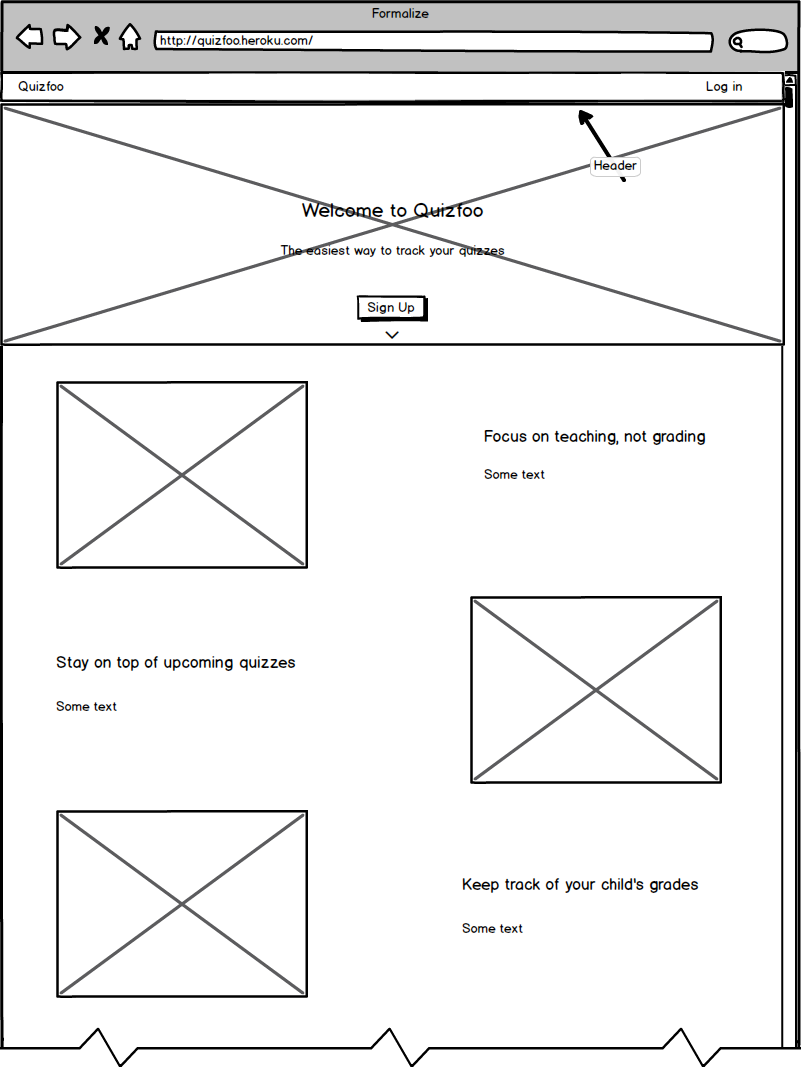 Formalize
http://quizfoo.heroku.com/
Quizfoo Log in
Header
Welcome to Quizfoo
The easiest way to track your quizzes
Sign Up
Focus on teaching, not grading
Some text
Stay on top of upcoming quizzes
Some text
Keep track of your child's grades
Some text